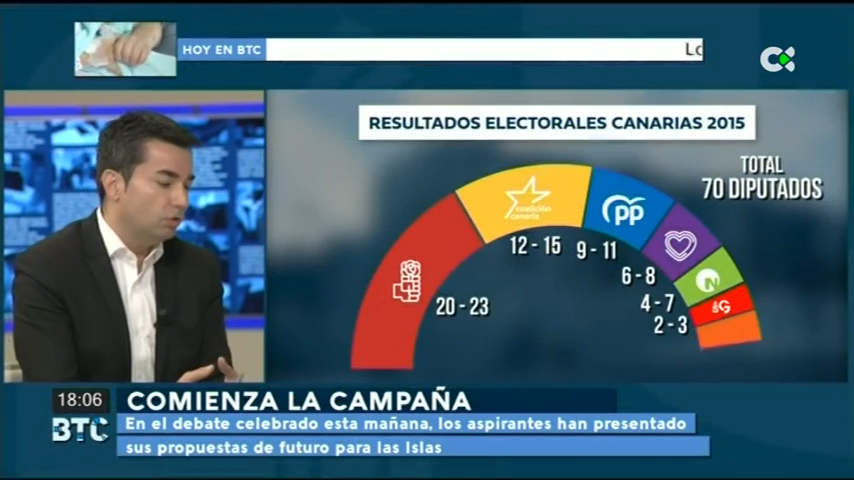 HOY EN BTC
Lo
RESULTADOS ELECTORALES CANARIAS 2015
TOTAL
70 DIPUTADOS
coalición
canaria
pp
12 - 15
9 - 11
6 - 8
N
20 - 23
4 - 7
ASG
2 - 3
18:06
COMIENZA LA CAMPAÑA
BTC
En el debate celebrado esta mañana, los aspirantes han presentado
sus propuestas de futuro para las Islas